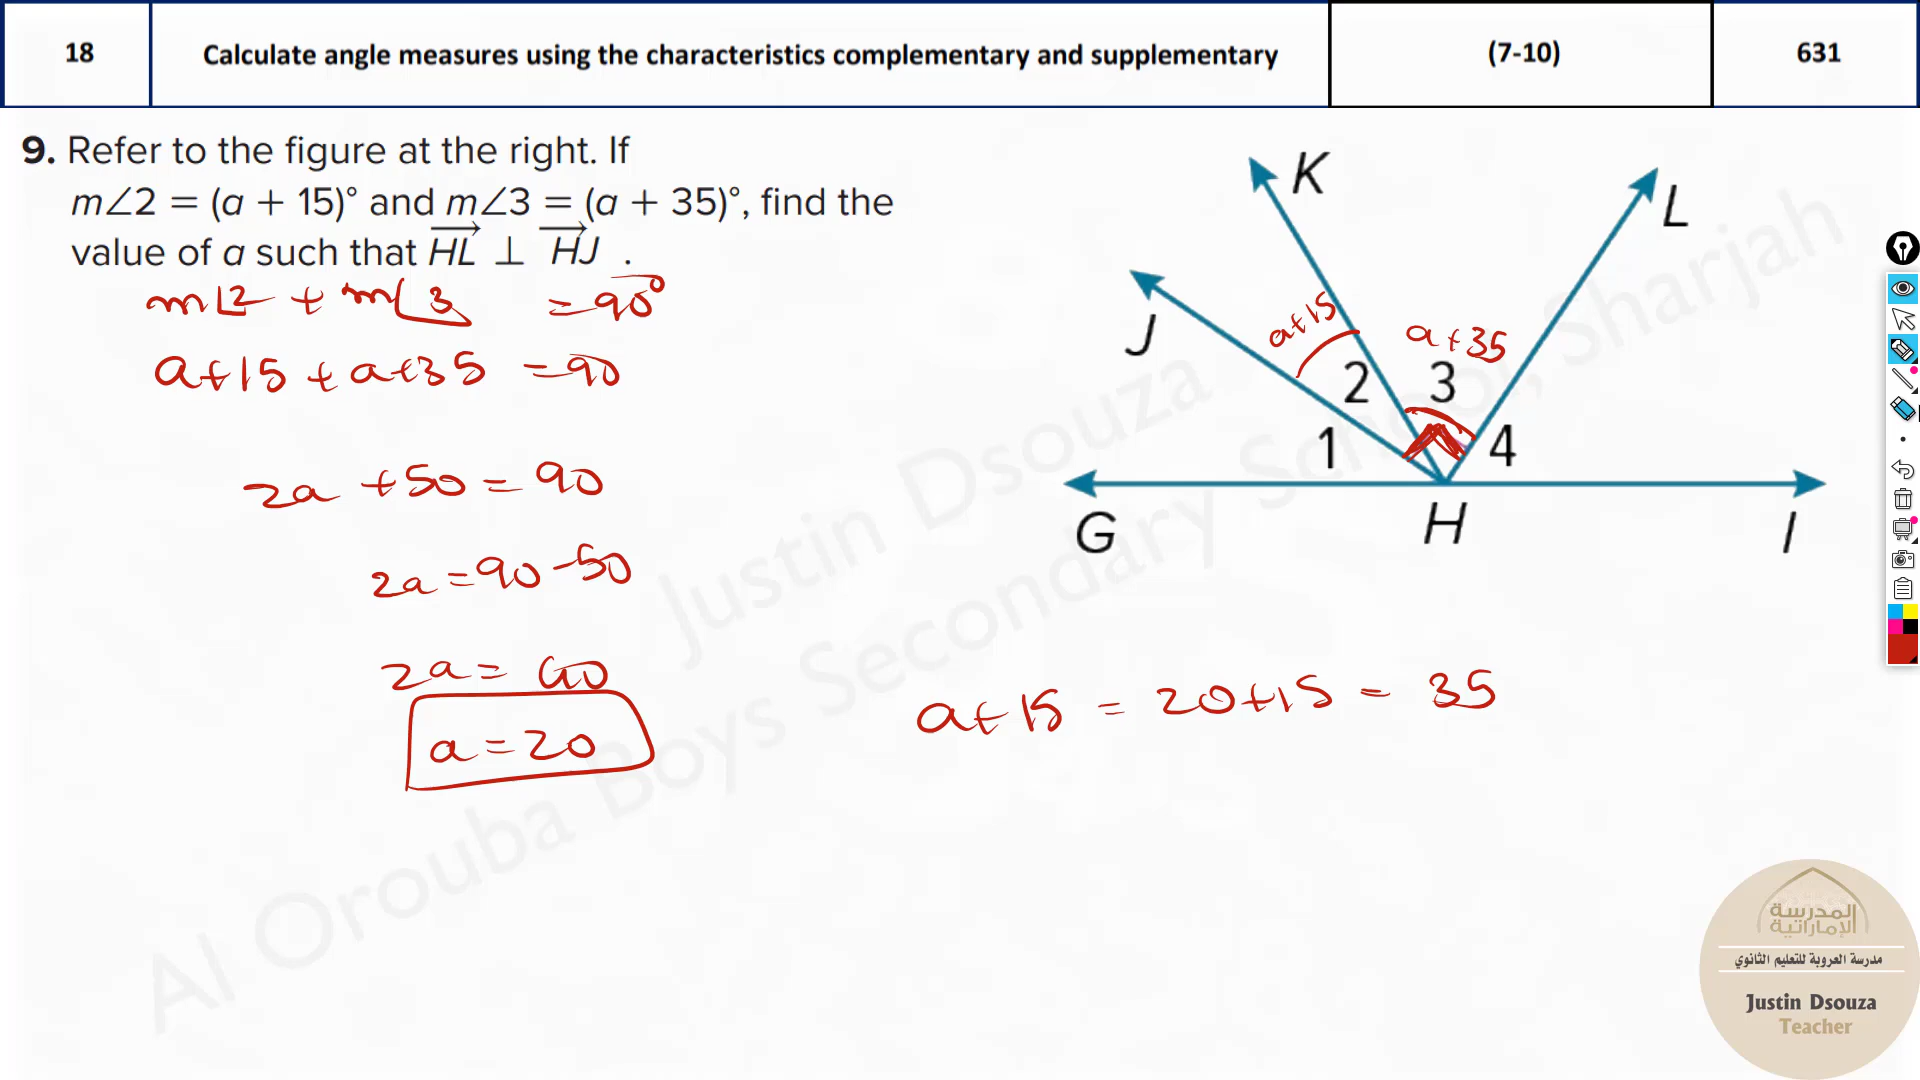 18
Calculate angle measures using the characteristics complementary and supplementary
(7-10)
631
9. Refer to the figure at the right. If
m∠2 = (a + 15)° and m∠3 = (a + 35)°, find the
value of a such that HL ⊥ HJ .
m∠2 + m∠3 = 90°
a+15 + a+35 = 90
2a + 50 = 90
2a = 90 - 50
2a = 40
a = 20
K
L
J
a+15
a+35
2
3
1
4
G
H
I
a+15 = 20+15 = 35
Justin Dsouza
Al Orouba Boys Secondary School, Sharjah
المدرسة
الإماراتية
مدرسة العروبة للتعليم الثانوي
Justin Dsouza
Teacher